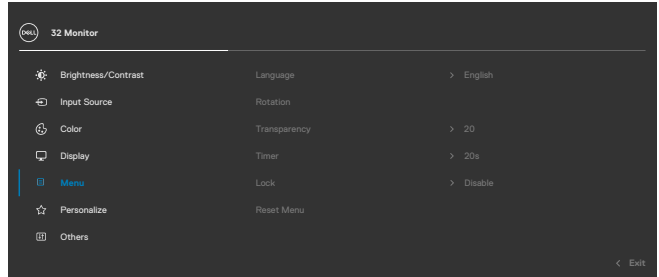 DELL 32 Monitor
Brightness/Contrast Language > English
Input Source Rotation
Color Transparency > 20
Display Timer > 20s
Menu Lock > Disable
Personalize Reset Menu
Others
< Exit